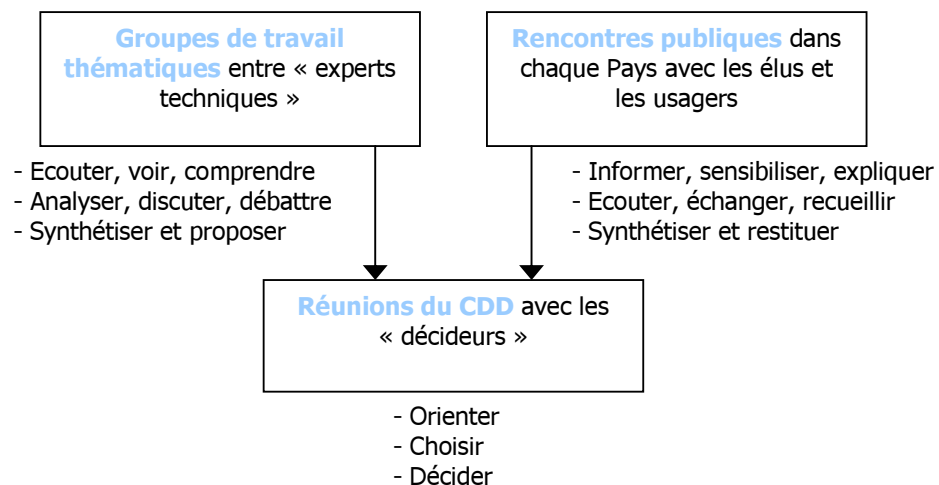 Groupes de travail
thématiques entre « experts
techniques »
Rencontres publiques dans
chaque Pays avec les élus et
les usagers
- Ecouter, voir, comprendre
- Analyser, discuter, débattre
- Synthétiser et proposer
- Informer, sensibiliser, expliquer
- Ecouter, échanger, recueillir
- Synthétiser et restituer
Réunions du CDD avec les
« décideurs »
- Orienter
- Choisir
- Décider